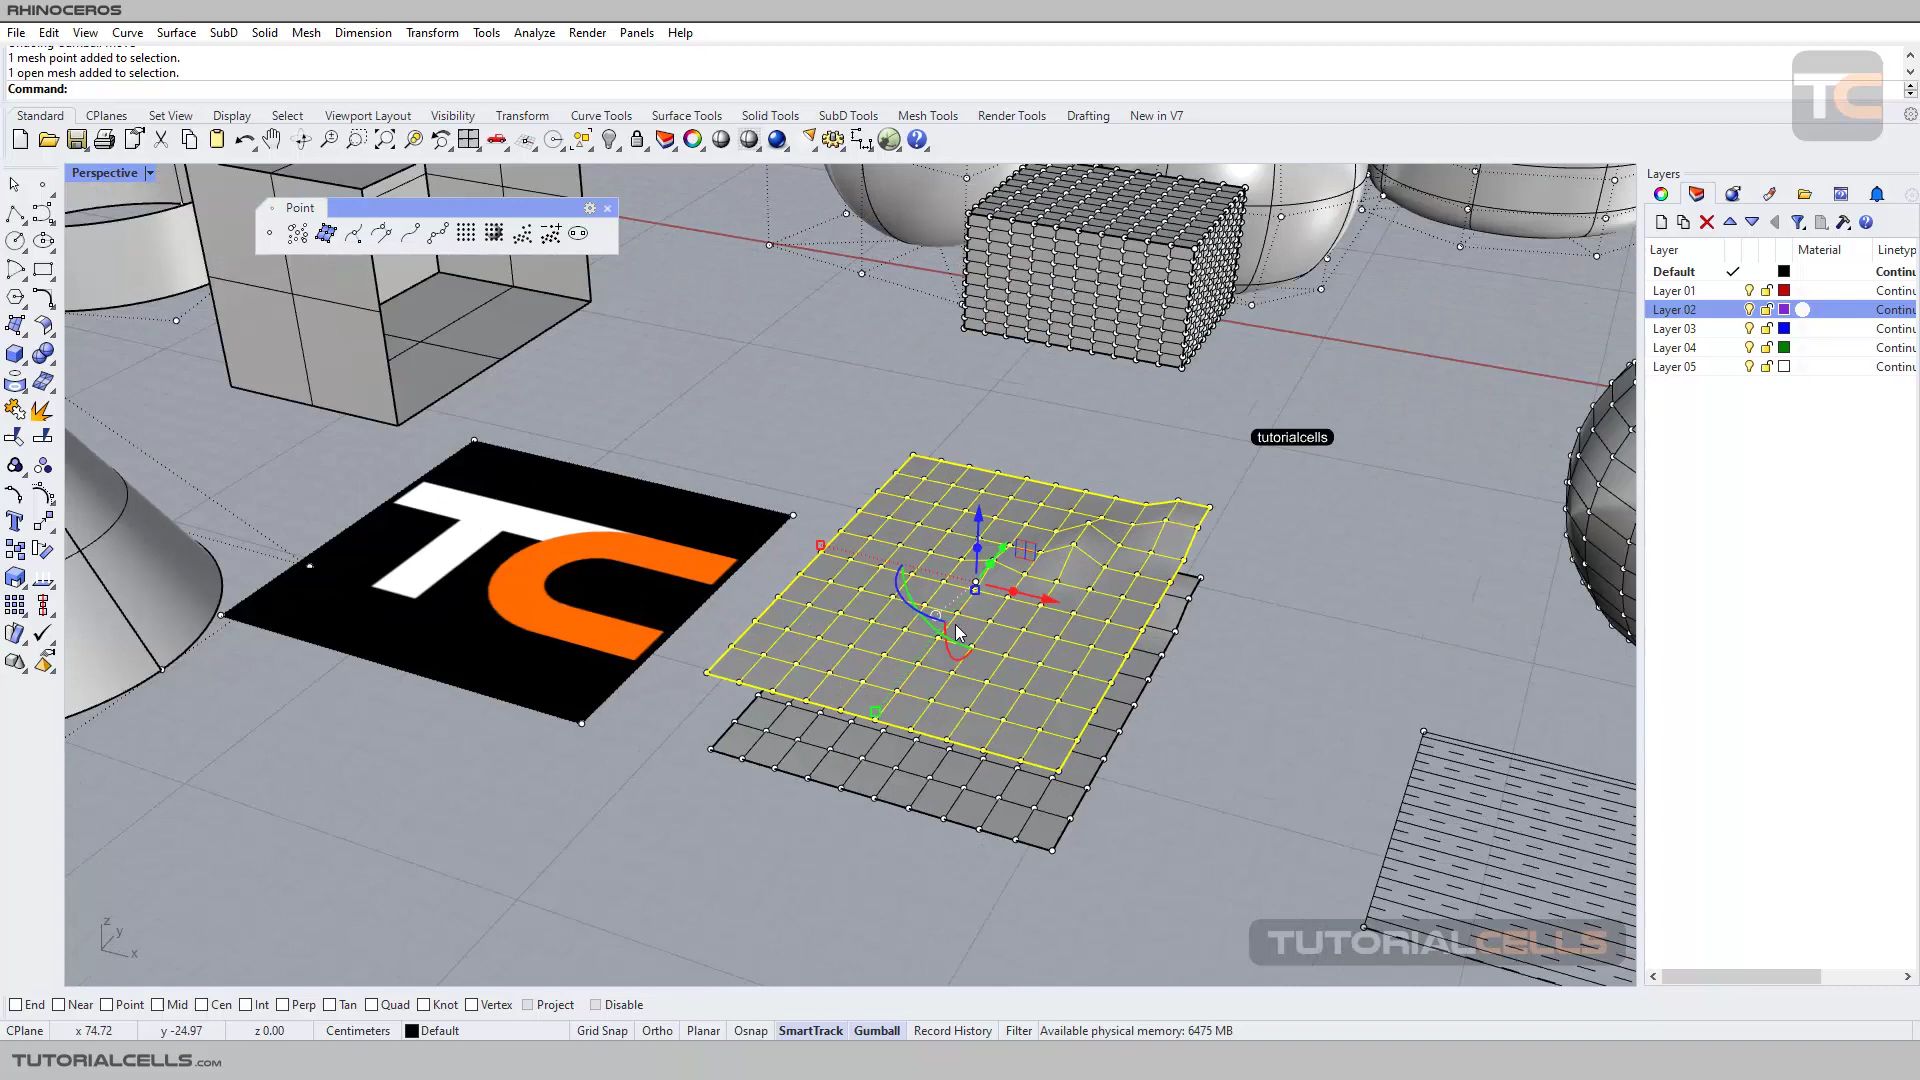 RHINOCEROS
File Edit View Curve Surface SubD Solid Mesh Dimension Transform Tools Analyze Render Panels Help
1 mesh point added to selection.
1 open mesh added to selection.
Command:
TC
Standard CPlanes Set View Display Select Viewport Layout Visibility Transform Curve Tools Surface Tools Solid Tools SubD Tools Mesh Tools Render Tools Drafting New in V7
Perspective
Point
Layers
Layer Material Linetyp
Default Continu
Layer 01 Continu
Layer 02 Continu
Layer 03 Continu
Layer 04 Continu
Layer 05 Continu
tutorialcells
TC
z
y
x
TUTORIALCELLS
End Near Point Mid Cen Int Perp Tan Quad Knot Vertex Project Disable
CPlane x 74.72 y -24.97 z 0.00 Centimeters Default Grid Snap Ortho Planar Osnap SmartTrack Gumball Record History Filter Available physical memory: 6475 MB
TUTORIALCELLS.COM